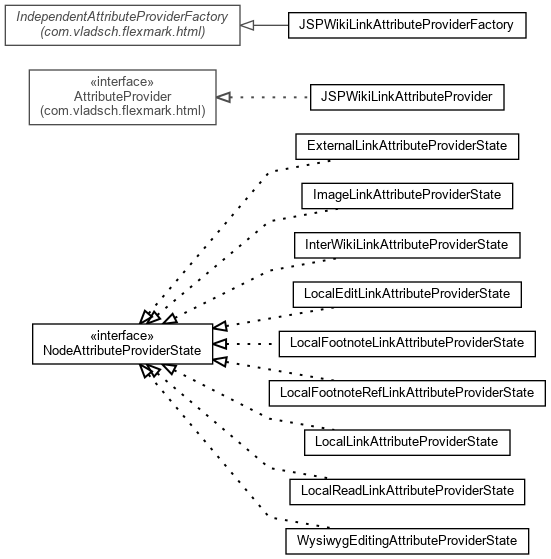 IndependentAttributeProviderFactory
(com.vladsch.flexmark.html)
JSPWikiLinkAttributeProviderFactory
«interface»
AttributeProvider
(com.vladsch.flexmark.html)
JSPWikiLinkAttributeProvider
ExternalLinkAttributeProviderState
ImageLinkAttributeProviderState
InterWikiLinkAttributeProviderState
LocalEditLinkAttributeProviderState
«interface»
NodeAttributeProviderState
LocalFootnoteLinkAttributeProviderState
LocalFootnoteRefLinkAttributeProviderState
LocalLinkAttributeProviderState
LocalReadLinkAttributeProviderState
WysiwygEditingAttributeProviderState